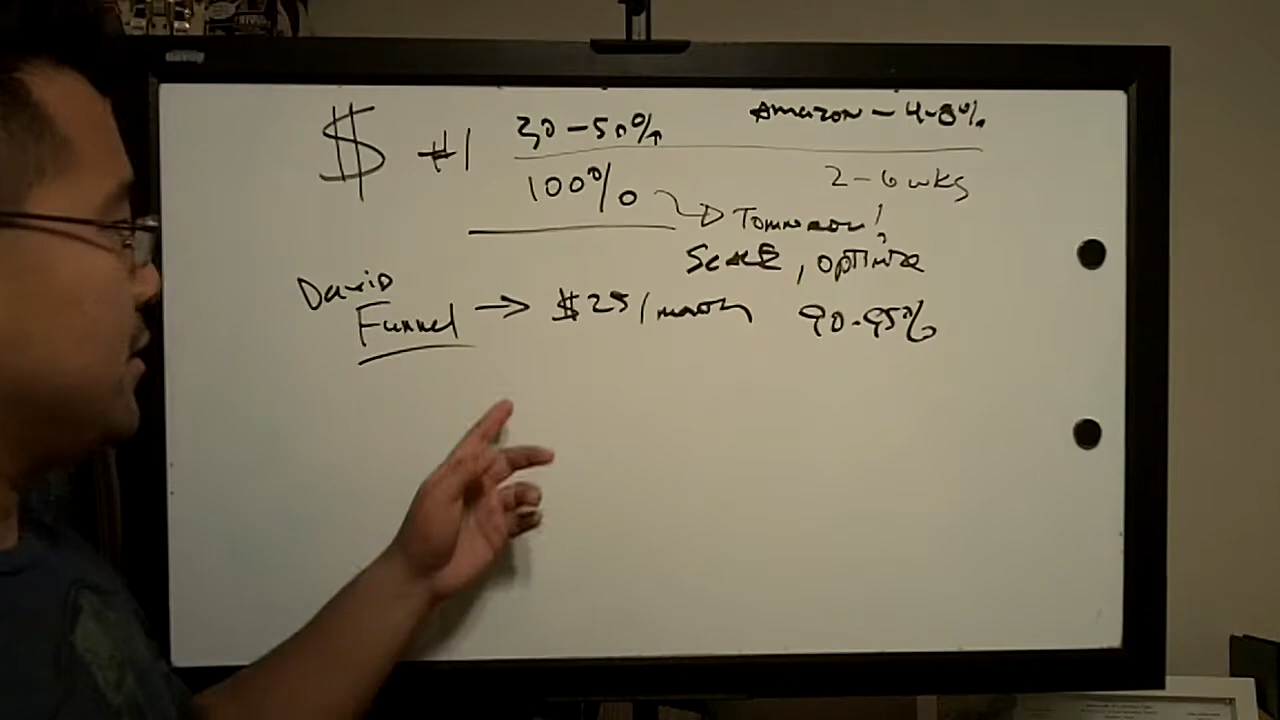 $ #1 30-50% Amazon - 4-8%
100% 2-6 wks
Tomorrow!
Scale, optimize
David
Funnel → $25/month 90-95%